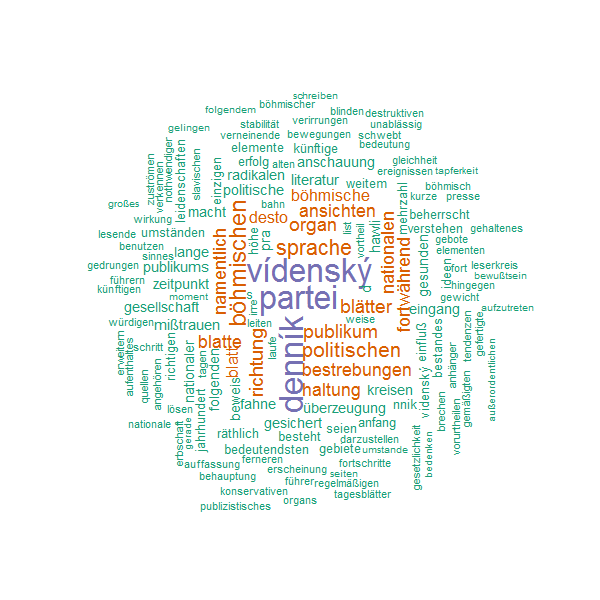 schreiben
folgendem
böhmischer
blinden
destruktiven
stabilität
verirrungen
unablässig
gelingen
verneinende
bewegungen
schwebt
bedeutung
notwendiger
leidenschaften
elemente
künftige
gleichheit
zuströmen
verkennen
slavischen
einzigen
erfolg
alten
anschauung
ereignissen
tapferkeit
radikalen
literatur
weitem
böhmisch
großes
macht
politische
böhmische
mehrzahl
kurze
presse
wirkung
bahn
ansichten
beherrscht
lesende
umständen
namentlich
böhmischen
desto
organ
list
hawli
nationalen
verstehen
gehaltenes
benutzen
höhe
pra
sprache
vortheil
fortwährend
gebote
sinnes
lange
elementen
gedrungen
publikums
vídenský
d
gesunden
ideen
fort
leserkreis
bewußtsein
führern
zeitpunkt
hingegen
künftigen
moment
s
partei
gewicht
gesellschaft
irre
blätter
eingang
aufzutreten
würdigen
mißtrauen
leiten
weise
denník
publikum
einfluß
tendenzen
gefertigte
erweitern
schritt
richtigen
blatte
richtung
laufe
politischen
bestandes
außerordentlichen
aufenthaltes
nationaler
tagen
folgenden
blatt
bestrebungen
vídenský
anhänger
gemäßigten
quellen
angehören
beweis
haltung
kreisen
lösen
fahne
überzeugung
nnik
brechen
vorurtheilen
nationale
jahrhundert
gerade
gesichert
seien
anfang
erbschaft
räthlich
besteht
darzustellen
gesetzlichkeit
bedenken
bedeutendsten
gebiete
umstande
auffassung
ferneren
fortschritte
behauptung
erscheinung
seiten
führer
regelmäßigen
konservativen
tagesblätter
publizistisches
organs